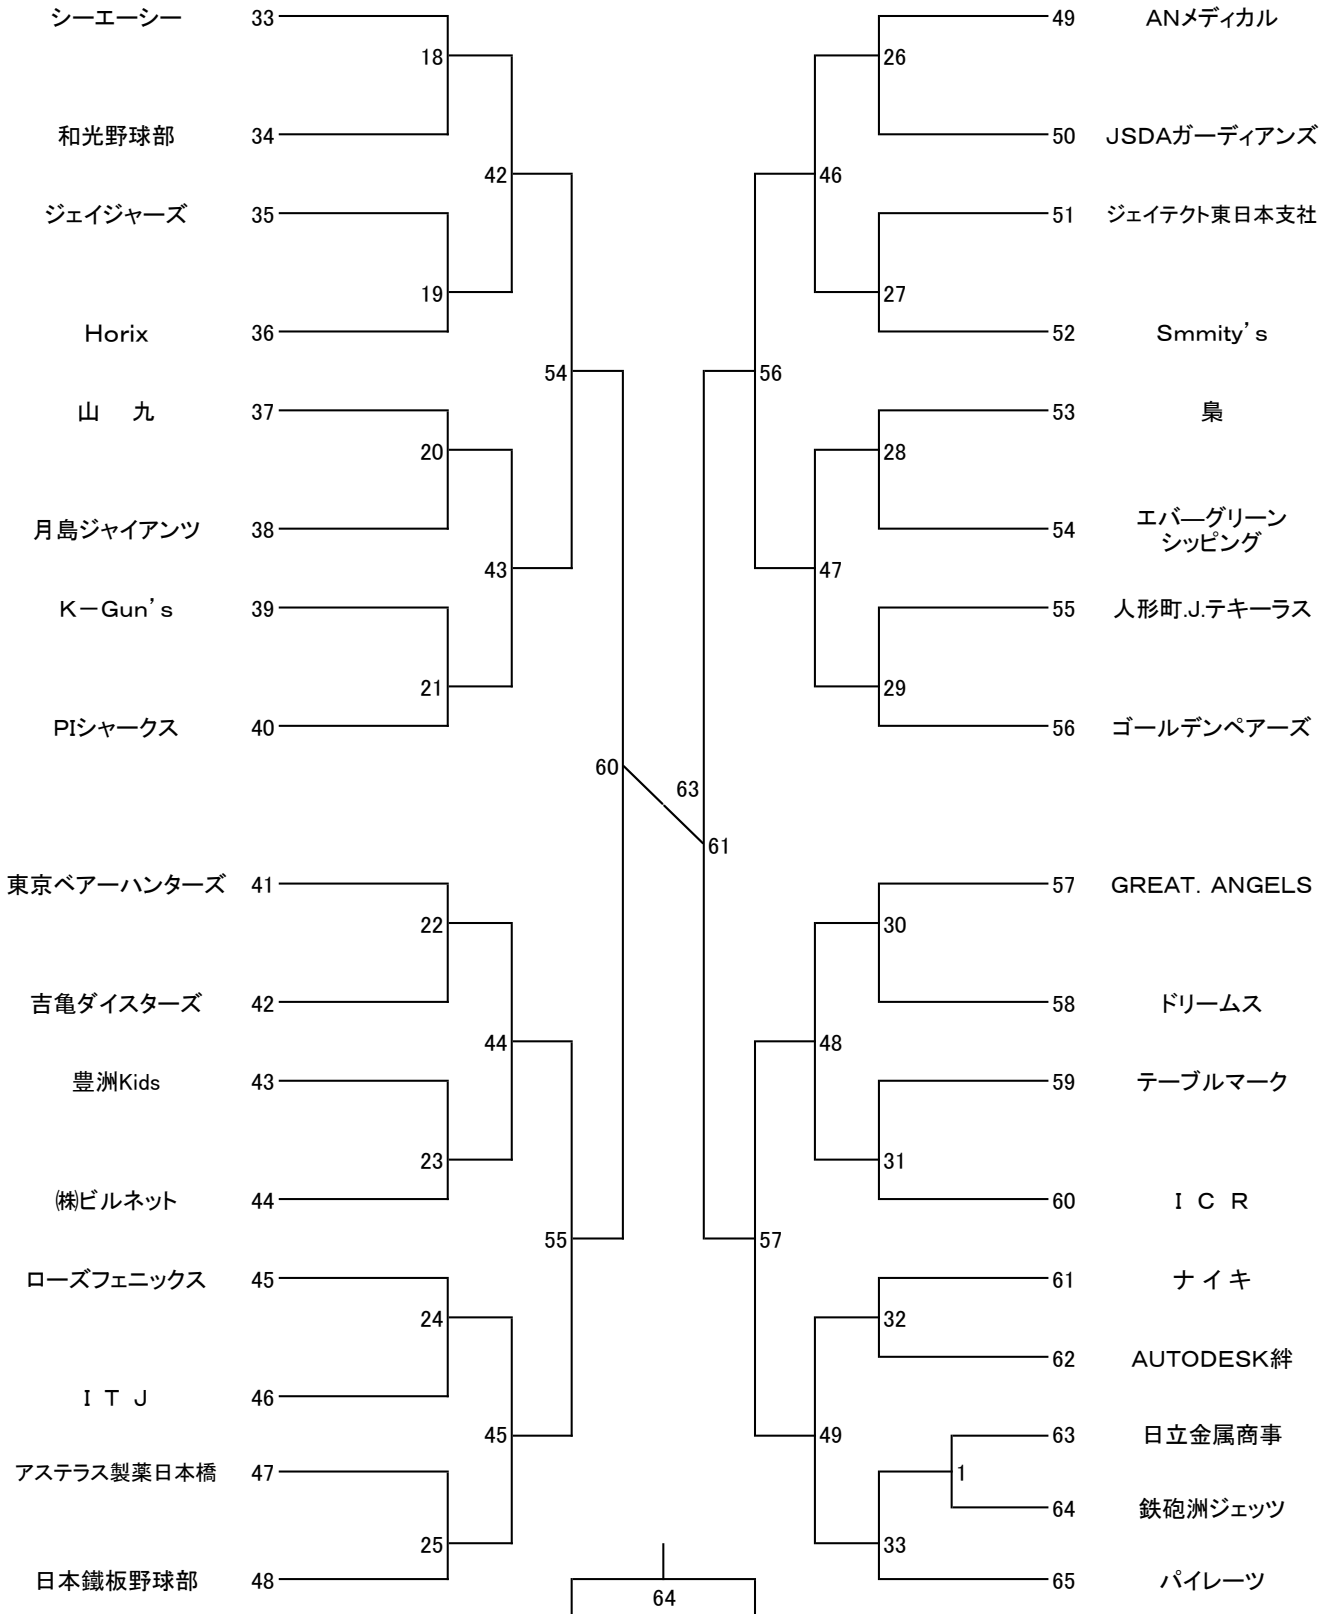 シーエーシー 33
18
和光野球部 34
42
ジェイジャーズ 35
19
Horix 36
54
山 九 37
20
月島ジャイアンツ 38
43
K－Gun's 39
21
PIシャークス 40
60
東京ベアーハンターズ 41
22
吉亀ダイスターズ 42
44
豊洲Kids 43
23
㈱ビルネット 44
55
ローズフェニックス 45
24
I T J 46
45
アステラス製薬日本橋 47
25
日本鐵板野球部 48
63
61
64
49 ANメディカル
26
50 JSDAガーディアンズ
46
51 ジェイテクト東日本支社
27
52 Smmity's
56
53 梟
28
54 エバ―グリーン
シッピング
47
55 人形町.J.テキーラス
29
56 ゴールデンペアーズ
57 GREAT. ANGELS
30
58 ドリームス
48
59 テーブルマーク
31
60 I C R
57
61 ナイキ
32
62 AUTODESK絆
49
63 日立金属商事
1
64 鉄砲洲ジェッツ
33
65 パイレーツ